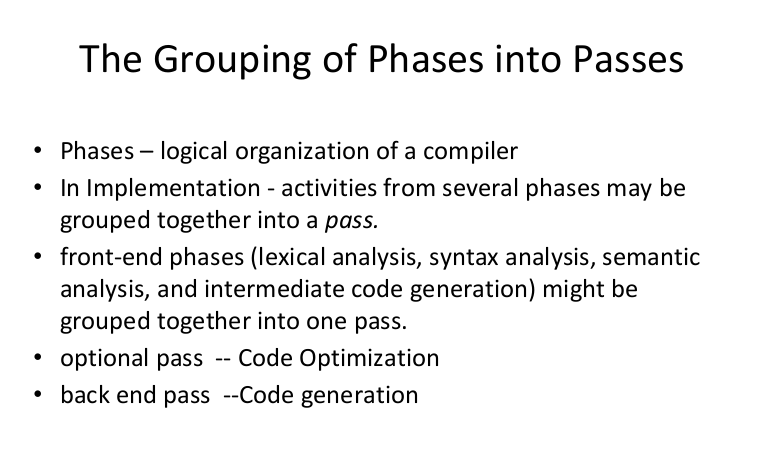 The Grouping of Phases into Passes
• Phases – logical organization of a compiler
• In Implementation - activities from several phases may be
grouped together into a pass.
• front-end phases (lexical analysis, syntax analysis, semantic
analysis, and intermediate code generation) might be
grouped together into one pass.
• optional pass -- Code Optimization
• back end pass --Code generation